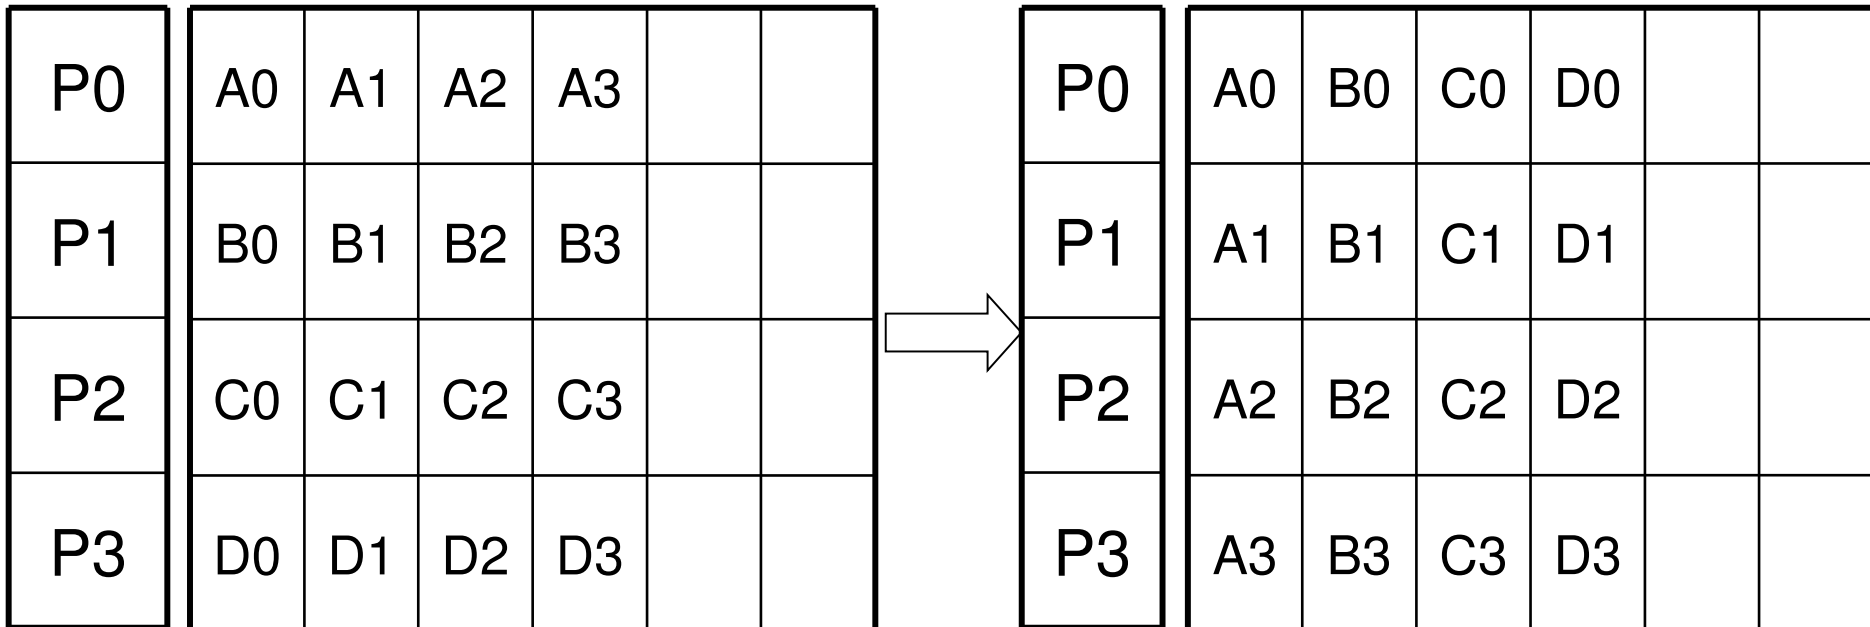 P0 A0 A1 A2 A3 P0 A0 B0 C0 D0
P1 B0 B1 B2 B3 P1 A1 B1 C1 D1
P2 C0 C1 C2 C3 P2 A2 B2 C2 D2
P3 D0 D1 D2 D3 P3 A3 B3 C3 D3